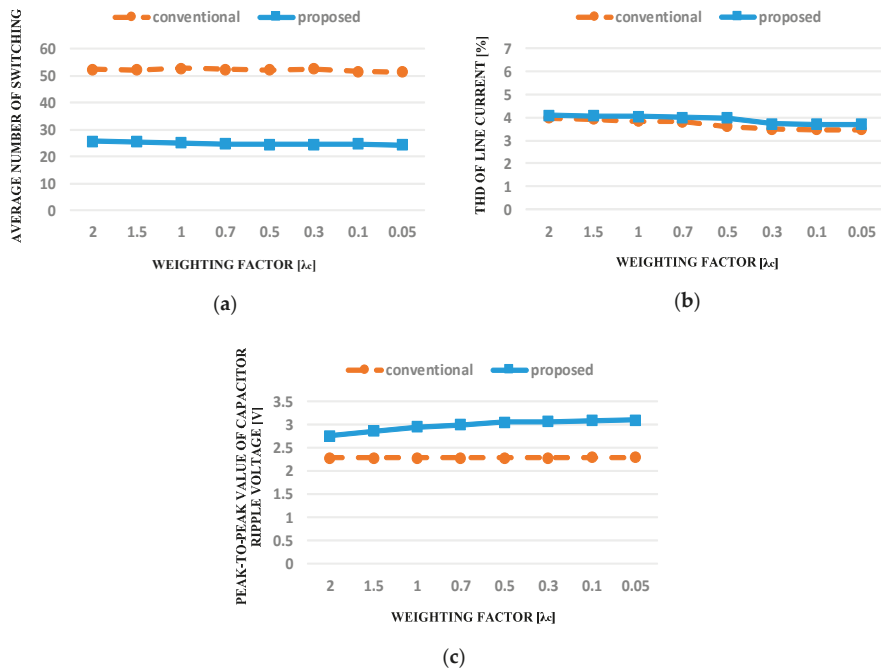 conventional proposed
AVERAGE NUMBER OF SWITCHING
60
50
40
30
20
10
0
2 1.5 1 0.7 0.5 0.3 0.1 0.05
WEIGHTING FACTOR [λc]
(a)
conventional proposed
THD OF LINE CURRENT [%]
7
6
5
4
3
2
1
0
2 1.5 1 0.7 0.5 0.3 0.1 0.05
WEIGHTING FACTOR [λc]
(b)
conventional proposed
PEAK-TO-PEAK VALUE OF CAPACITOR
RIPPLE VOLTAGE [V]
3.5
3
2.5
2
1.5
1
0.5
0
2 1.5 1 0.7 0.5 0.3 0.1 0.05
WEIGHTING FACTOR [λc]
(c)